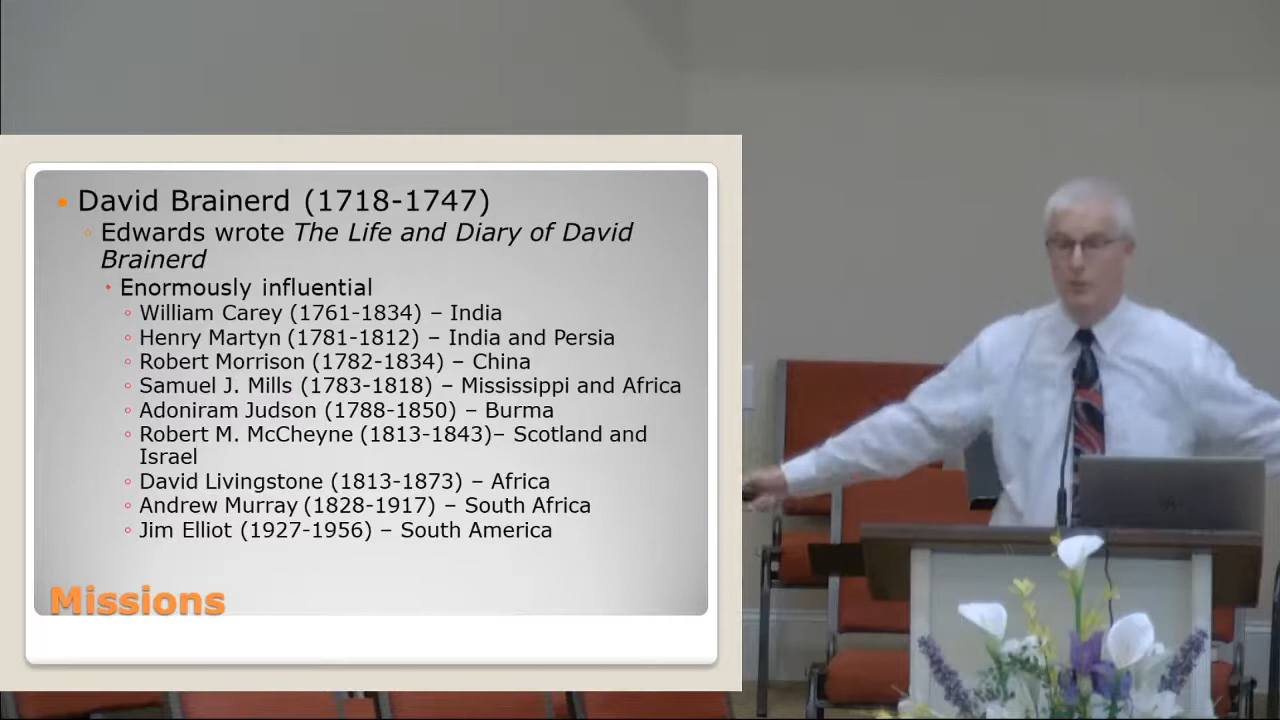 David Brainerd (1718-1747)
Edwards wrote The Life and Diary of David
Brainerd
Enormously influential
William Carey (1761-1834) – India
Henry Martyn (1781-1812) – India and Persia
Robert Morrison (1782-1834) – China
Samuel J. Mills (1783-1818) – Mississippi and Africa
Adoniram Judson (1788-1850) – Burma
Robert M. McCheyne (1813-1843)– Scotland and
Israel
David Livingstone (1813-1873) – Africa
Andrew Murray (1828-1917) – South Africa
Jim Elliot (1927-1956) – South America
Missions